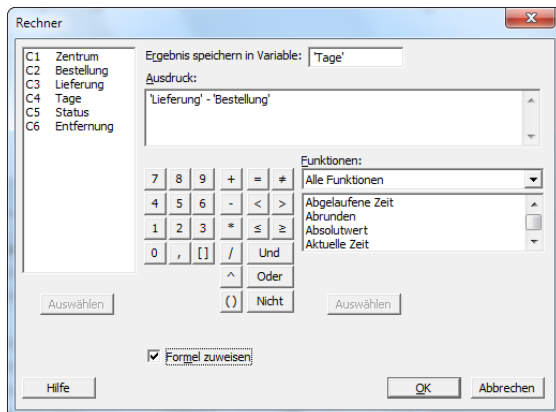 Rechner
C1 Zentrum
C2 Bestellung
C3 Lieferung
C4 Tage
C5 Status
C6 Entfernung
Ergebnis speichern in Variable: 'Tage'
Ausdruck:
'Lieferung' - 'Bestellung'
Funktionen:
Alle Funktionen
Abgelaufene Zeit
Abrunden
Absolutwert
Aktuelle Zeit
7 8 9 + = ≠
4 5 6 - < >
1 2 3 * ≤ ≥
0 , [] / Und
^ Oder
() Nicht
Auswählen
Auswählen
Formel zuweisen
Hilfe
OK
Abbrechen